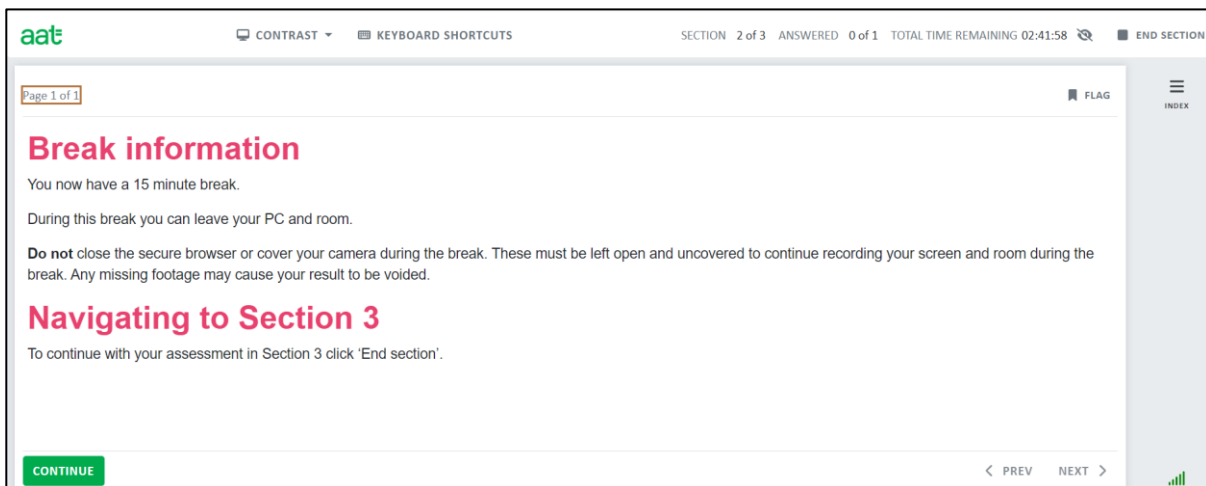 aat
CONTRAST
KEYBOARD SHORTCUTS
SECTION 2 of 3 ANSWERED 0 of 1 TOTAL TIME REMAINING 02:41:58
END SECTION
Page 1 of 1
FLAG
INDEX
Break information
You now have a 15 minute break.
During this break you can leave your PC and room.
Do not close the secure browser or cover your camera during the break. These must be left open and uncovered to continue recording your screen and room during the
break. Any missing footage may cause your result to be voided.
Navigating to Section 3
To continue with your assessment in Section 3 click ‘End section’.
CONTINUE
PREV
NEXT